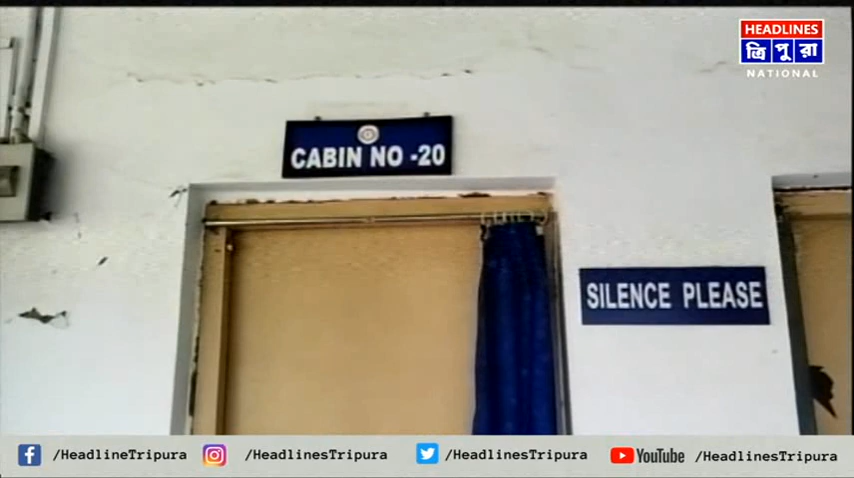 HEADLINES
ত্রিপুরা
NATIONAL
CABIN NO -20
SILENCE PLEASE
/HeadlineTripura
/HeadlinesTripura
/HeadlinesTripura
YouTube
/HeadlinesTripura